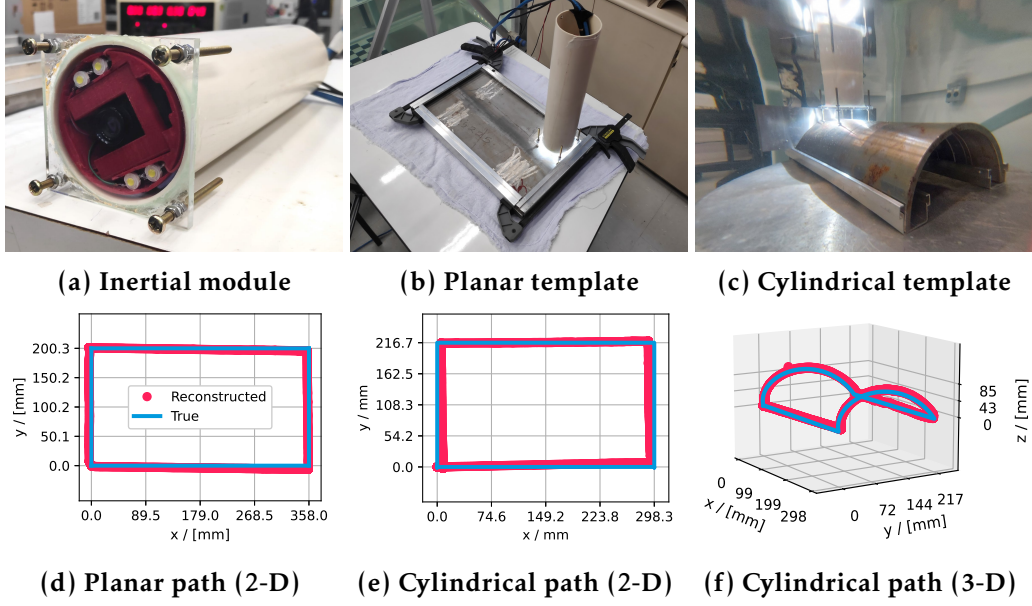 (a) Inertial module
(b) Planar template
(c) Cylindrical template
y / [mm]
200.3
150.2
100.2
50.1
0.0
Reconstructed
True
0.0 89.5 179.0 268.5 358.0
x / [mm]
(d) Planar path (2-D)
y / mm
216.7
162.5
108.3
54.2
0.0
0.0 74.6 149.2 223.8 298.3
x / mm
(e) Cylindrical path (2-D)
85
43
0
z / [mm]
0 99 199 298
x / [mm]
0 72 144 217
y / [mm]
(f) Cylindrical path (3-D)